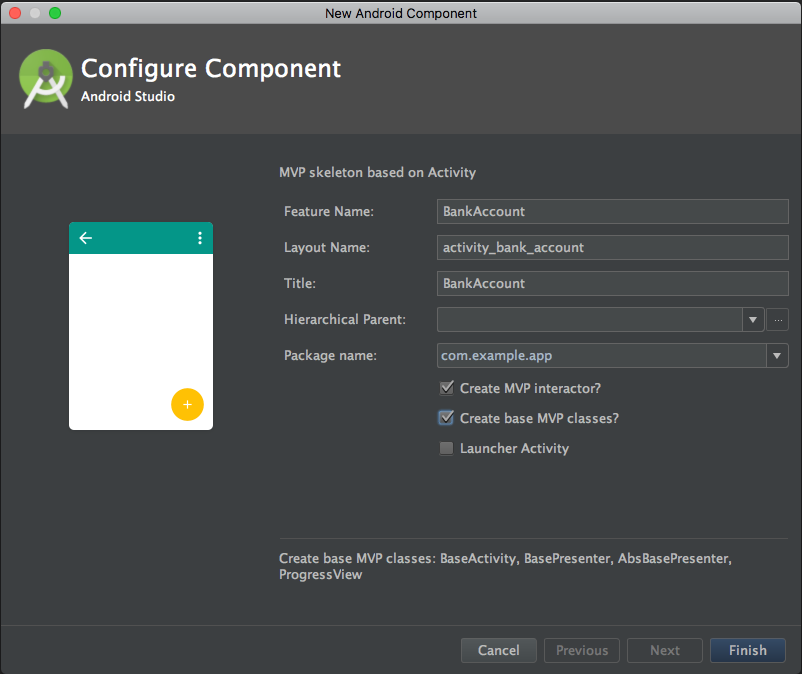 New Android Component
Configure Component
Android Studio
MVP skeleton based on Activity
Feature Name: BankAccount
Layout Name: activity_bank_account
Title: BankAccount
Hierarchical Parent: ...
Package name: com.example.app
Create MVP interactor?
Create base MVP classes?
Launcher Activity
Create base MVP classes: BaseActivity, BasePresenter, AbsBasePresenter,
ProgressView
Cancel Previous Next Finish